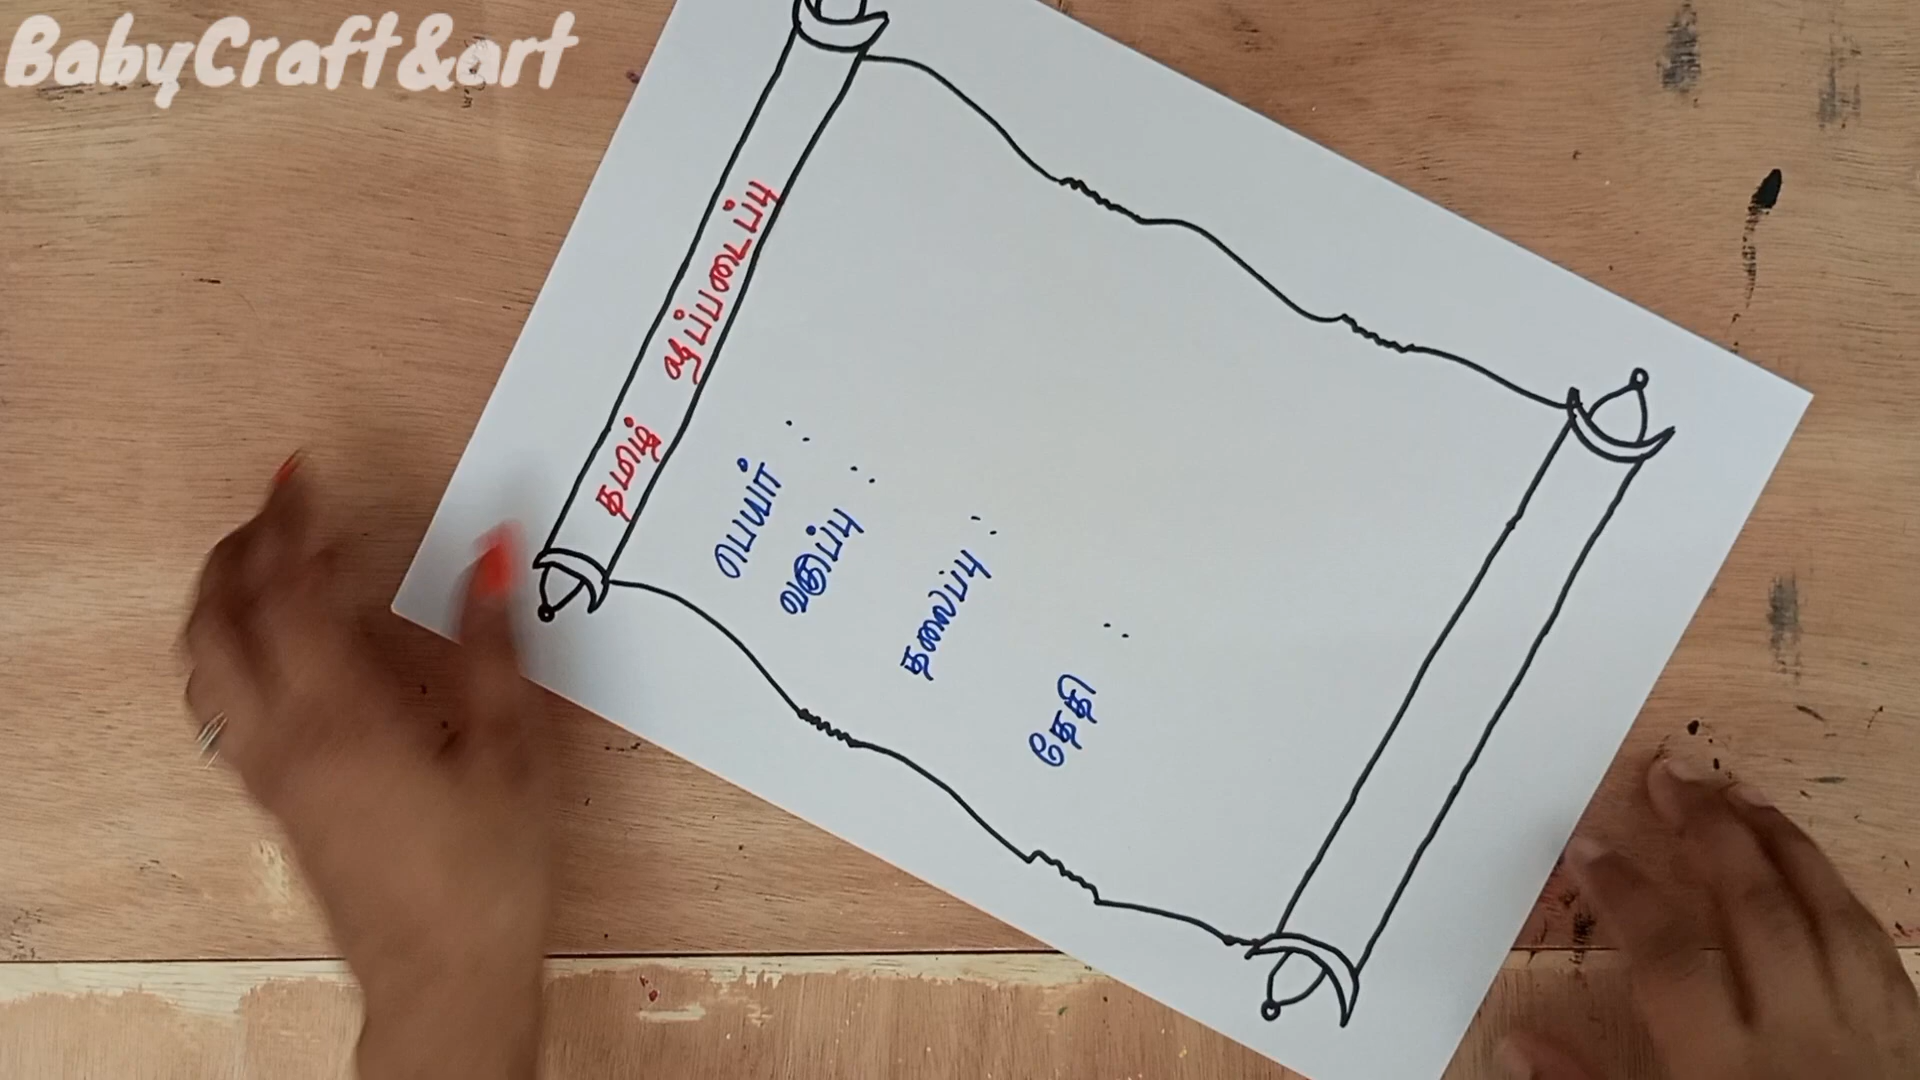 BabyCraft&art
தமிழ் ஒப்படைப்பு
பெயர் :
வகுப்பு :
தலைப்பு :
தேதி :